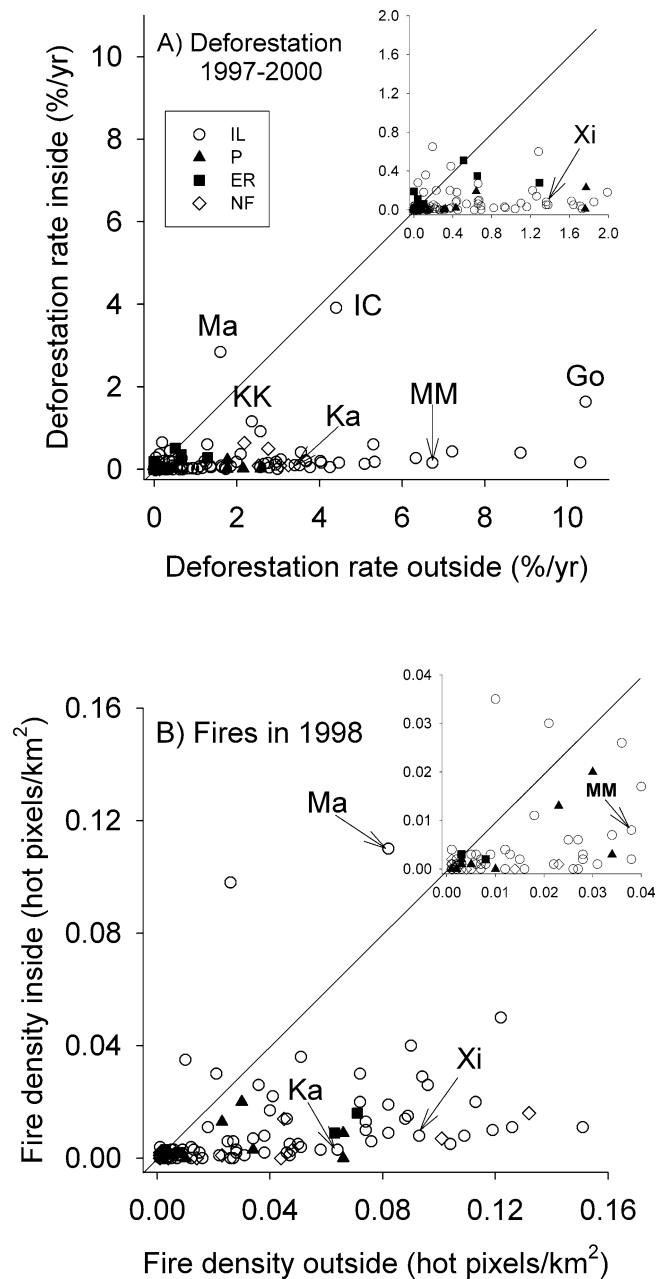 A) Deforestation
1997-2000
IL
P
ER
NF
Deforestation rate inside (%/yr)
10
8
6
4
2
0
0 2 4 6 8 10
Deforestation rate outside (%/yr)
Ma
IC
KK
Ka
MM
Go
2.0
1.6
1.2
0.8
0.4
0.0
0.0 0.4 0.8 1.2 1.6 2.0
Xi
B) Fires in 1998
Fire density inside (hot pixels/km²)
0.16
0.12
0.08
0.04
0.00
0.00 0.04 0.08 0.12 0.16
Fire density outside (hot pixels/km²)
Ma
Ka
Xi
0.04
0.03
0.02
0.01
0.00
0.00 0.01 0.02 0.03 0.04
MM